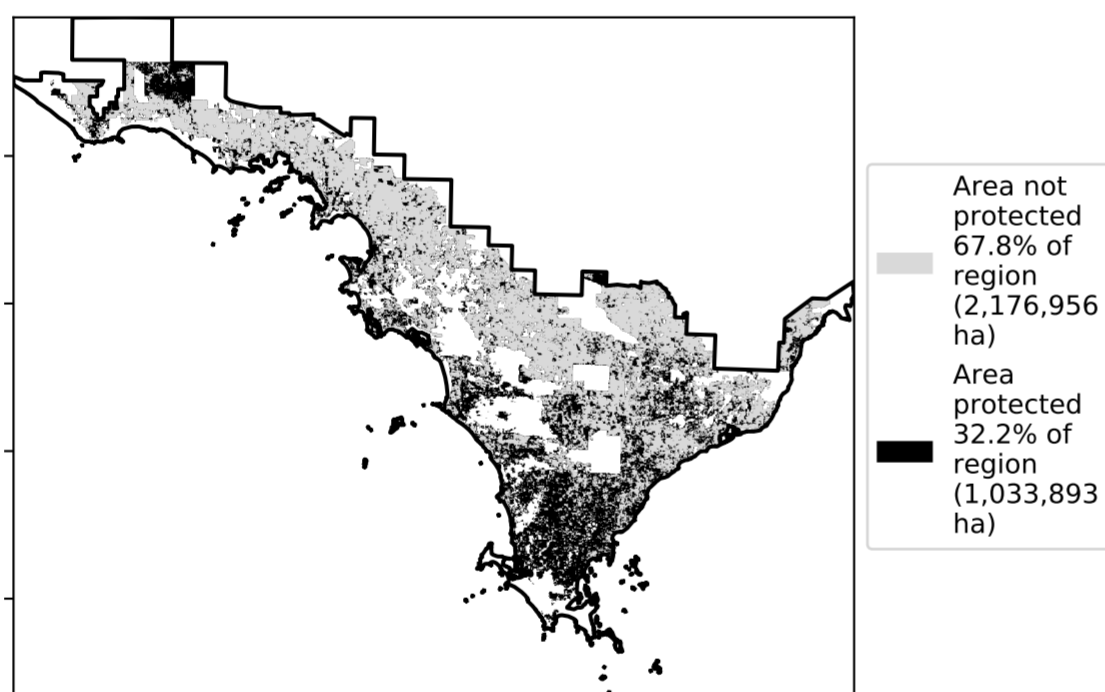 Area not
protected
67.8% of
region
(2,176,956
ha)
Area
protected
32.2% of
region
(1,033,893
ha)